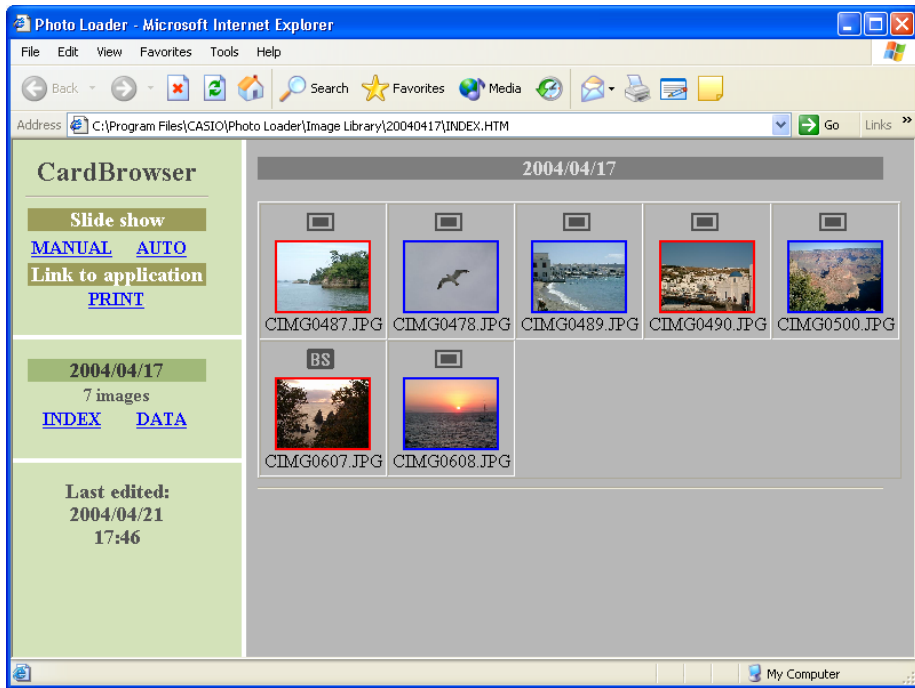 Photo Loader - Microsoft Internet Explorer
File Edit View Favorites Tools Help
Back Search Favorites Media
Address C:\Program Files\CASIO\Photo Loader\Image Library\20040417\INDEX.HTM Go Links »
CardBrowser
Slide show
MANUAL AUTO
Link to application
PRINT
2004/04/17
7 images
INDEX DATA
Last edited:
2004/04/21
17:46
2004/04/17
CIMG0487.JPG CIMG0478.JPG CIMG0489.JPG CIMG0490.JPG CIMG0500.JPG
BS
CIMG0607.JPG CIMG0608.JPG
My Computer